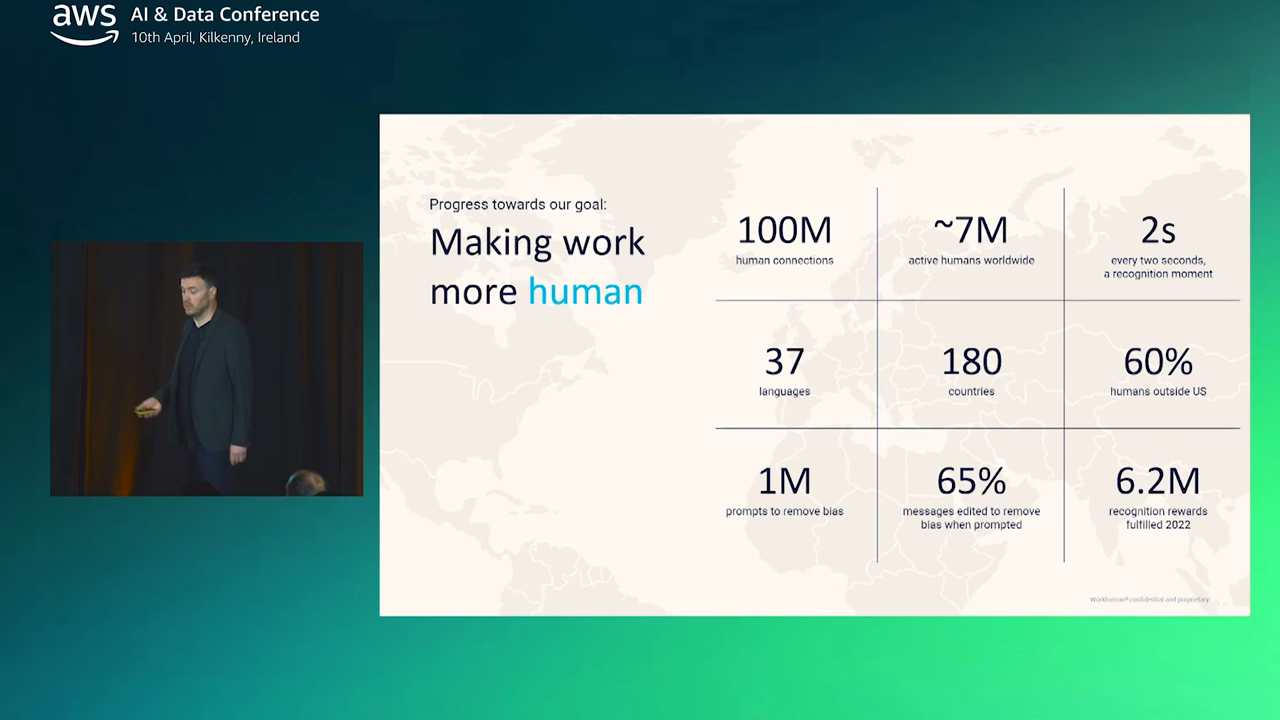 aws
AI & Data Conference
10th April, Kilkenny, Ireland
Progress towards our goal:
Making work
more human
100M
human connections
~7M
active humans worldwide
2s
every two seconds,
a recognition moment
37
languages
180
countries
60%
humans outside US
1M
prompts to remove bias
65%
messages edited to remove
bias when prompted
6.2M
recognition rewards
fulfilled 2022
Workhuman® confidential and proprietary